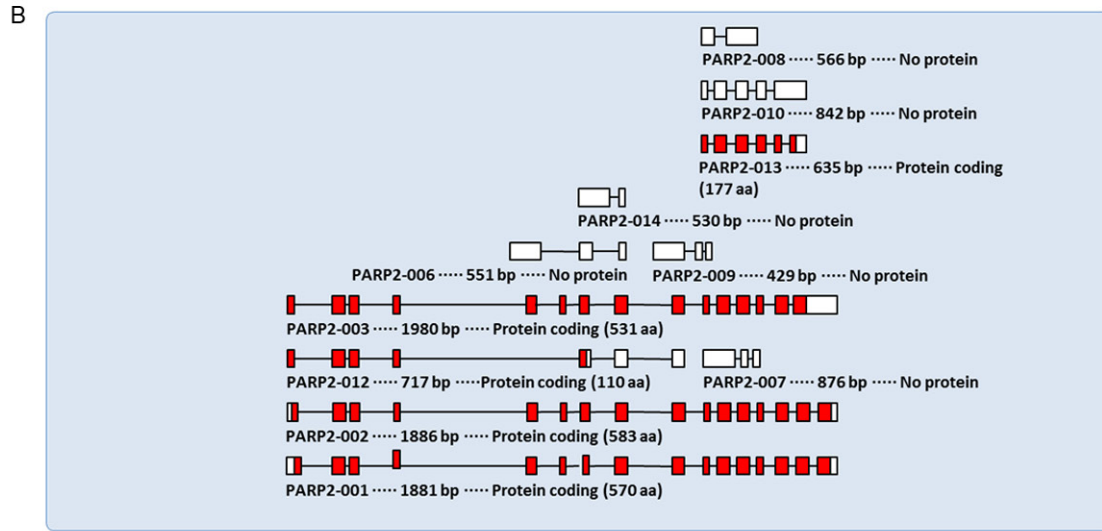 B
PARP2-008 ····· 566 bp ····· No protein
PARP2-010 ····· 842 bp ····· No protein
PARP2-013 ····· 635 bp ····· Protein coding
(177 aa)
PARP2-014 ····· 530 bp ····· No protein
PARP2-006 ····· 551 bp ····· No protein
PARP2-009 ····· 429 bp ····· No protein
PARP2-003 ····· 1980 bp ····· Protein coding (531 aa)
PARP2-012 ····· 717 bp ·····Protein coding (110 aa)
PARP2-007 ····· 876 bp ····· No protein
PARP2-002 ····· 1886 bp ····· Protein coding (583 aa)
PARP2-001 ····· 1881 bp ····· Protein coding (570 aa)